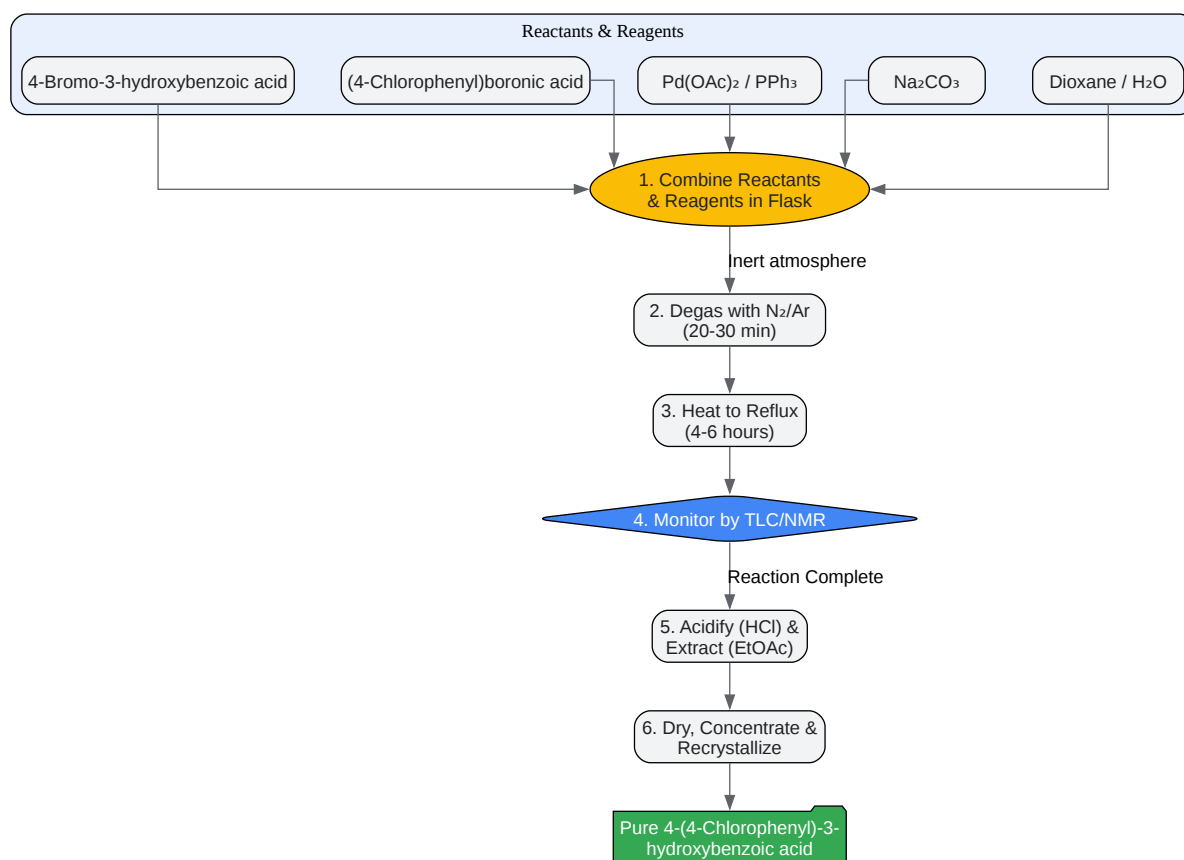 Reactants & Reagents
4-Bromo-3-hydroxybenzoic acid
(4-Chlorophenyl)boronic acid
Pd(OAc)₂ / PPh₃
Na₂CO₃
Dioxane / H₂O
1. Combine Reactants
& Reagents in Flask
Inert atmosphere
2. Degas with N₂/Ar
(20-30 min)
3. Heat to Reflux
(4-6 hours)
4. Monitor by TLC/NMR
Reaction Complete
5. Acidify (HCl) &
Extract (EtOAc)
6. Dry, Concentrate &
Recrystallize
Pure 4-(4-Chlorophenyl)-3-
hydroxybenzoic acid